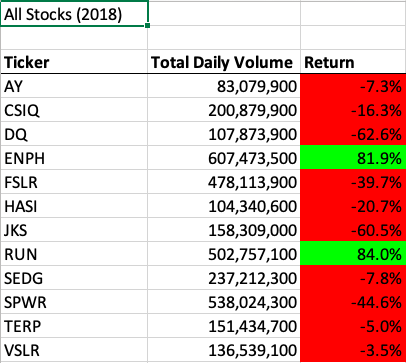 All Stocks (2018)
Ticker Total Daily Volume Return
AY 83,079,900 -7.3%
CSIQ 200,879,900 -16.3%
DQ 107,873,900 -62.6%
ENPH 607,473,500 81.9%
FSLR 478,113,900 -39.7%
HASI 104,340,600 -20.7%
JKS 158,309,000 -60.5%
RUN 502,757,100 84.0%
SEDG 237,212,300 -7.8%
SPWR 538,024,300 -44.6%
TERP 151,434,700 -5.0%
VSLR 136,539,100 -3.5%